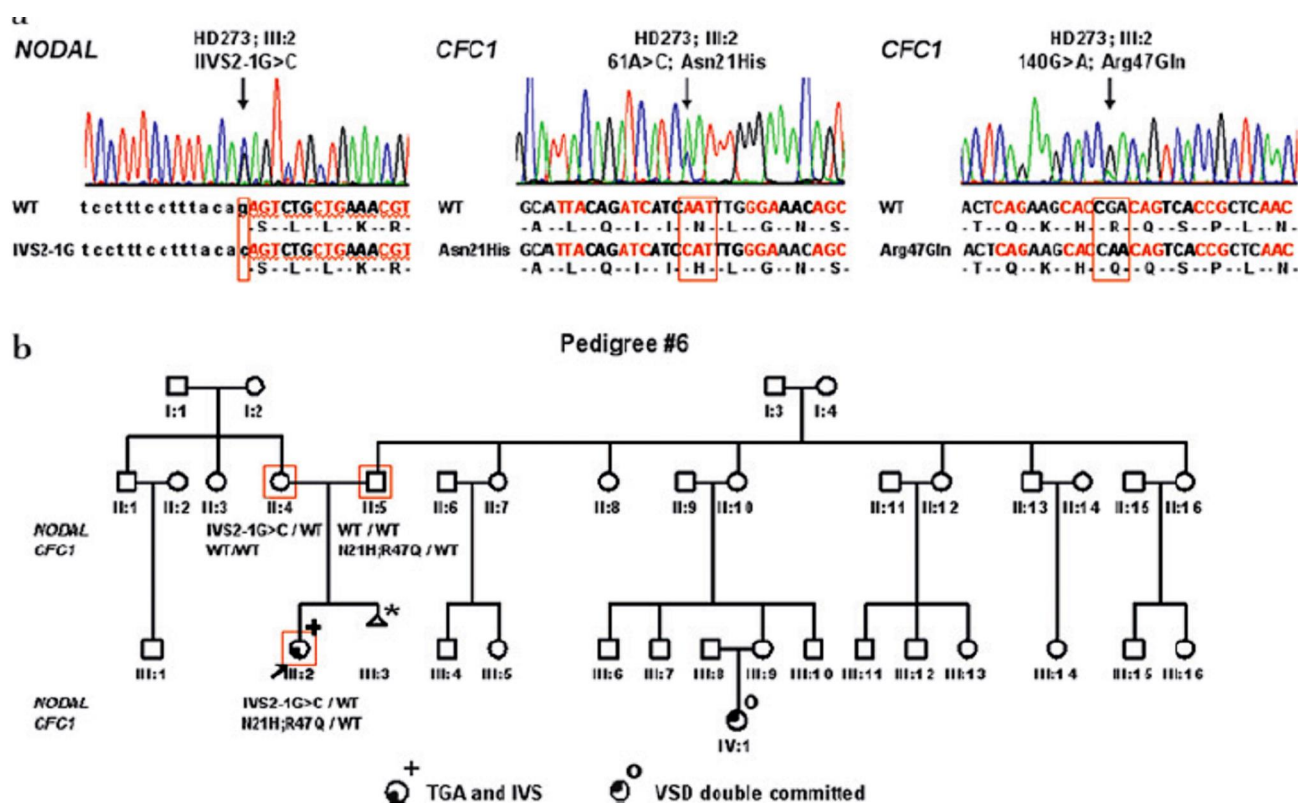 a
NODAL
HD273; III:2
IIVS2-1G>C
CFC1
HD273; III:2
61A>C; Asn21His
CFC1
HD273; III:2
140G>A; Arg47Gln
WT tcctttcctttacagAGTCTGCTGAAACGT
-S--L--L--K--R-
IVS2-1G tcctttcctttacacAGTCTGCTGAAACGT
-S--L--L--K--R-
WT GCATTACAGATCATCAATTTGGGAAACAGC
-A--L--Q--I--I--N--L--G--N--S-
Asn21His GCATTACAGATCATCCATTTGGGAAACAGC
-A--L--Q--I--I--H--L--G--N--S-
WT ACTCAGAAGCACCGACAGTCACCGCTCAAC
-T--Q--K--H--R--Q--S--P--L--N-
Arg47Gln ACTCAGAAGCACCAACAGTCACCGCTCAAC
T--Q--K--H--Q--Q--S--P--L--N-
b
Pedigree #6
I:1 I:2 I:3 I:4
II:1 II:2 II:3 II:4 II:5 II:6 II:7 II:8 II:9 II:10 II:11 II:12 II:13 II:14 II:15 II:16
NODAL IVS2-1G>C / WT WT / WT
CFC1 WT/WT N21H;R47Q / WT
+ *
III:1 III:2 III:3 III:4 III:5 III:6 III:7 III:8 III:9 III:10 III:11 III:12 III:13 III:14 III:15 III:16
NODAL IVS2-1G>C / WT
CFC1 N21H;R47Q / WT
o
IV:1
+ TGA and IVS o VSD double committed